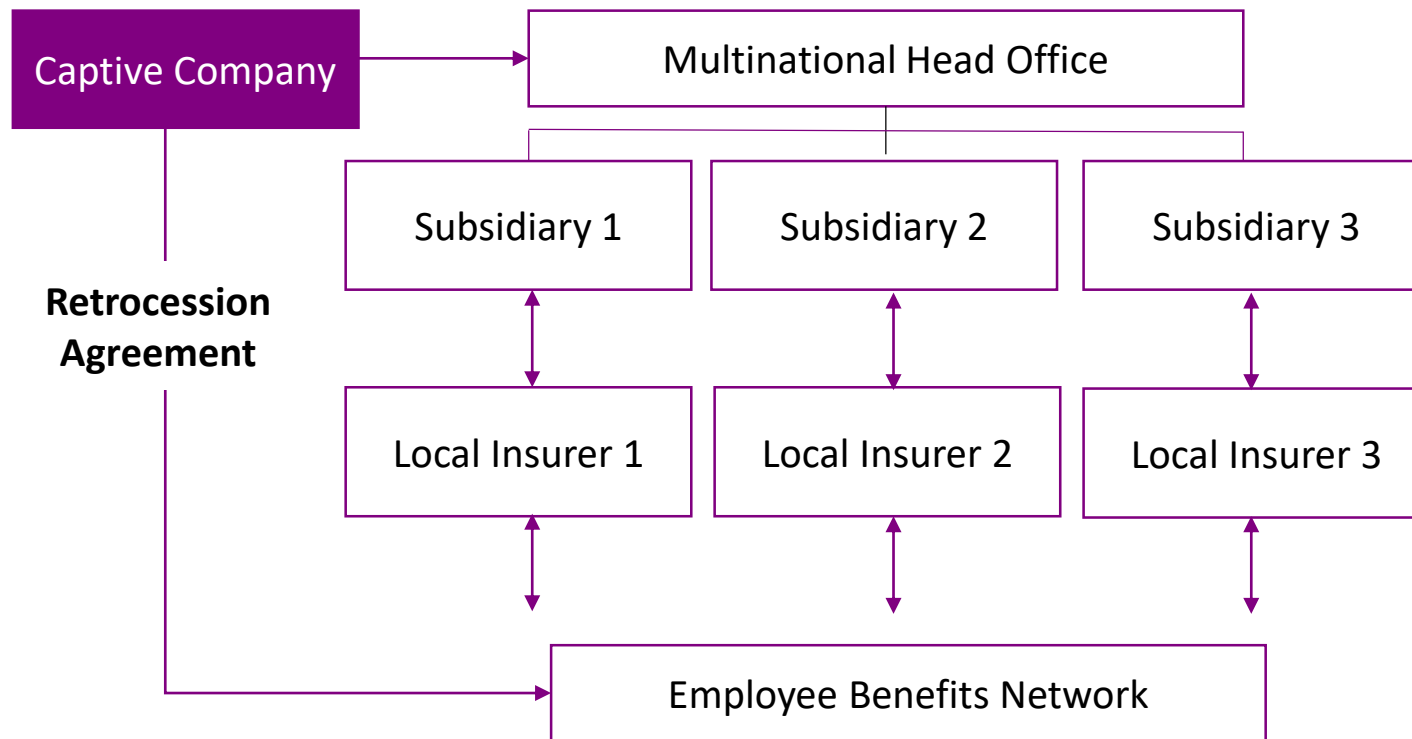 Captive Company
Multinational Head Office
Subsidiary 1
Subsidiary 2
Subsidiary 3
Retrocession
Agreement
Local Insurer 1
Local Insurer 2
Local Insurer 3
Employee Benefits Network